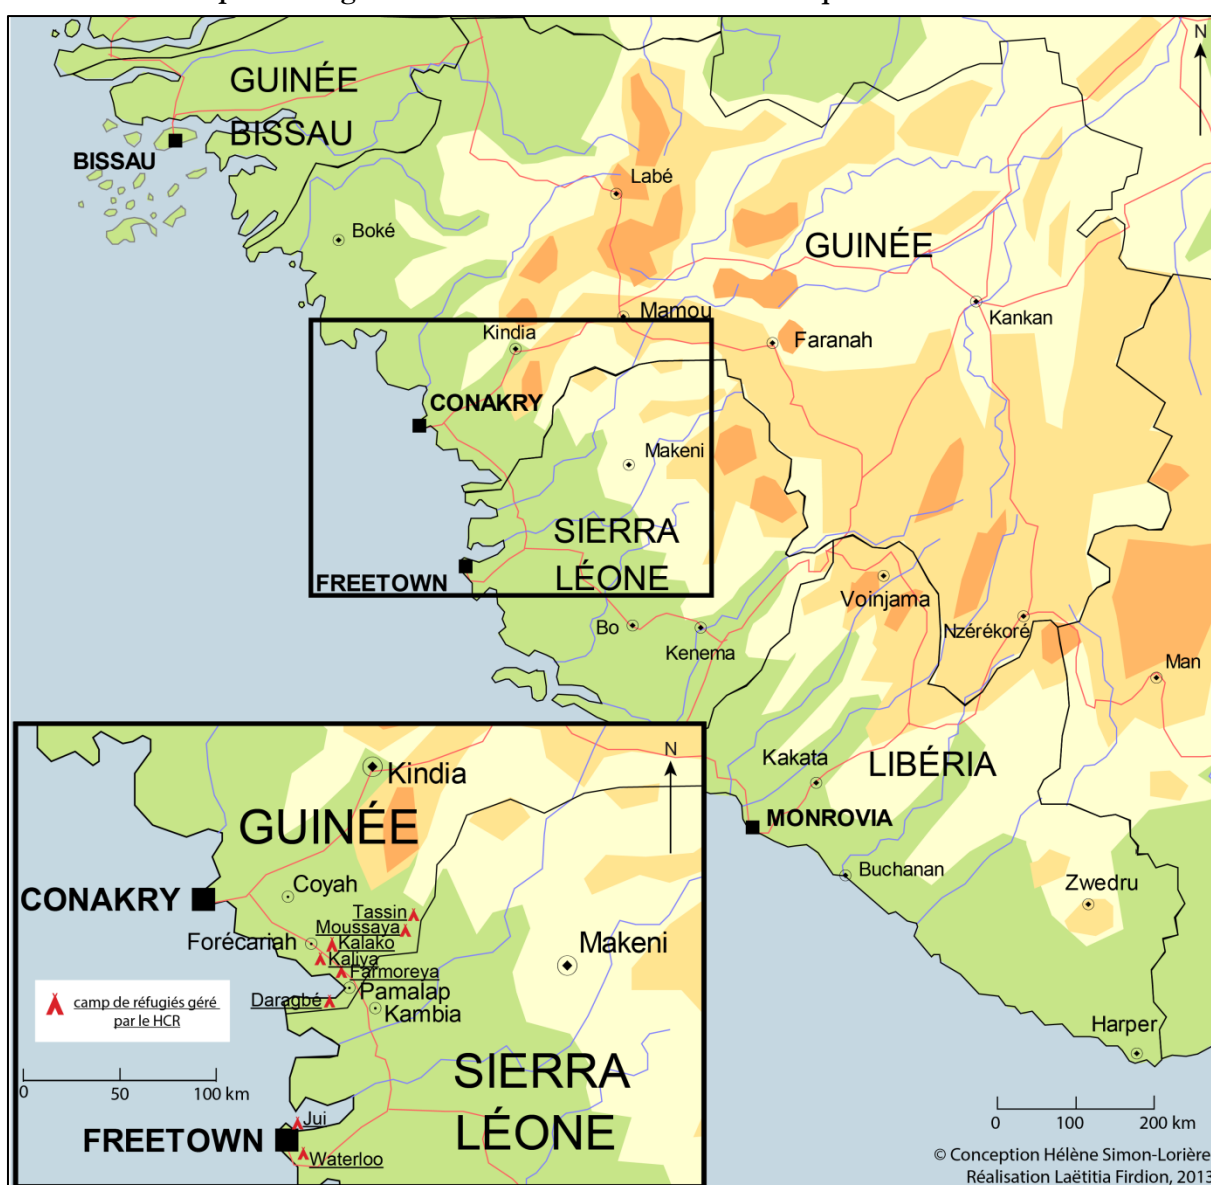 N
GUINÉE
BISSAU
BISSAU
Labé
Boké
GUINÉE
Kankan
Mamou
Kindia
Faranah
CONAKRY
Makeni
SIERRA
LÉONE
FREETOWN
Voinjama
Bo
Nzérékoré
Kenema
Man
Kakata
LIBÉRIA
MONROVIA
Buchanan
Zwedru
Harper
0 100 200 km
© Conception Hélène Simon-Lorière
Réalisation Laëtitia Firdion, 2013
N
Kindia
GUINÉE
CONAKRY
Coyah
Tassin
Moussaya
Forécariah
Kalako
Kaliya
Farmoreya
Makeni
Pamalap
Daragbé
Kambia
camp de réfugiés géré
par le HCR
0 50 100 km
SIERRA
LÉONE
Jui
FREETOWN
Waterloo